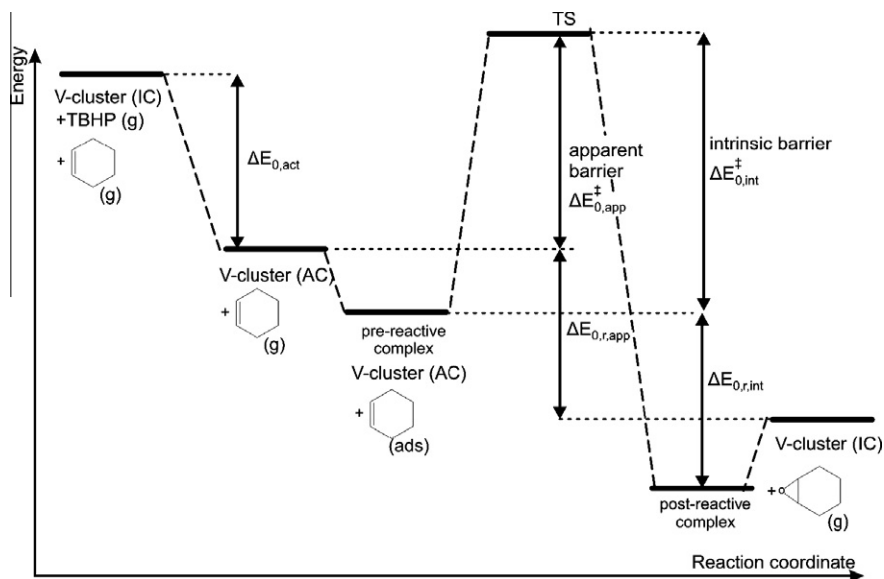 Energy
TS
V-cluster (IC)
+TBHP (g)
+
(g)
ΔE0,act
apparent
barrier
ΔE‡0,app
intrinsic barrier
ΔE‡0,int
V-cluster (AC)
+
(g)
pre-reactive
complex
V-cluster (AC)
+
(ads)
ΔE0,r,app
ΔE0,r,int
V-cluster (IC)
post-reactive
complex
+
O
(g)
Reaction coordinate